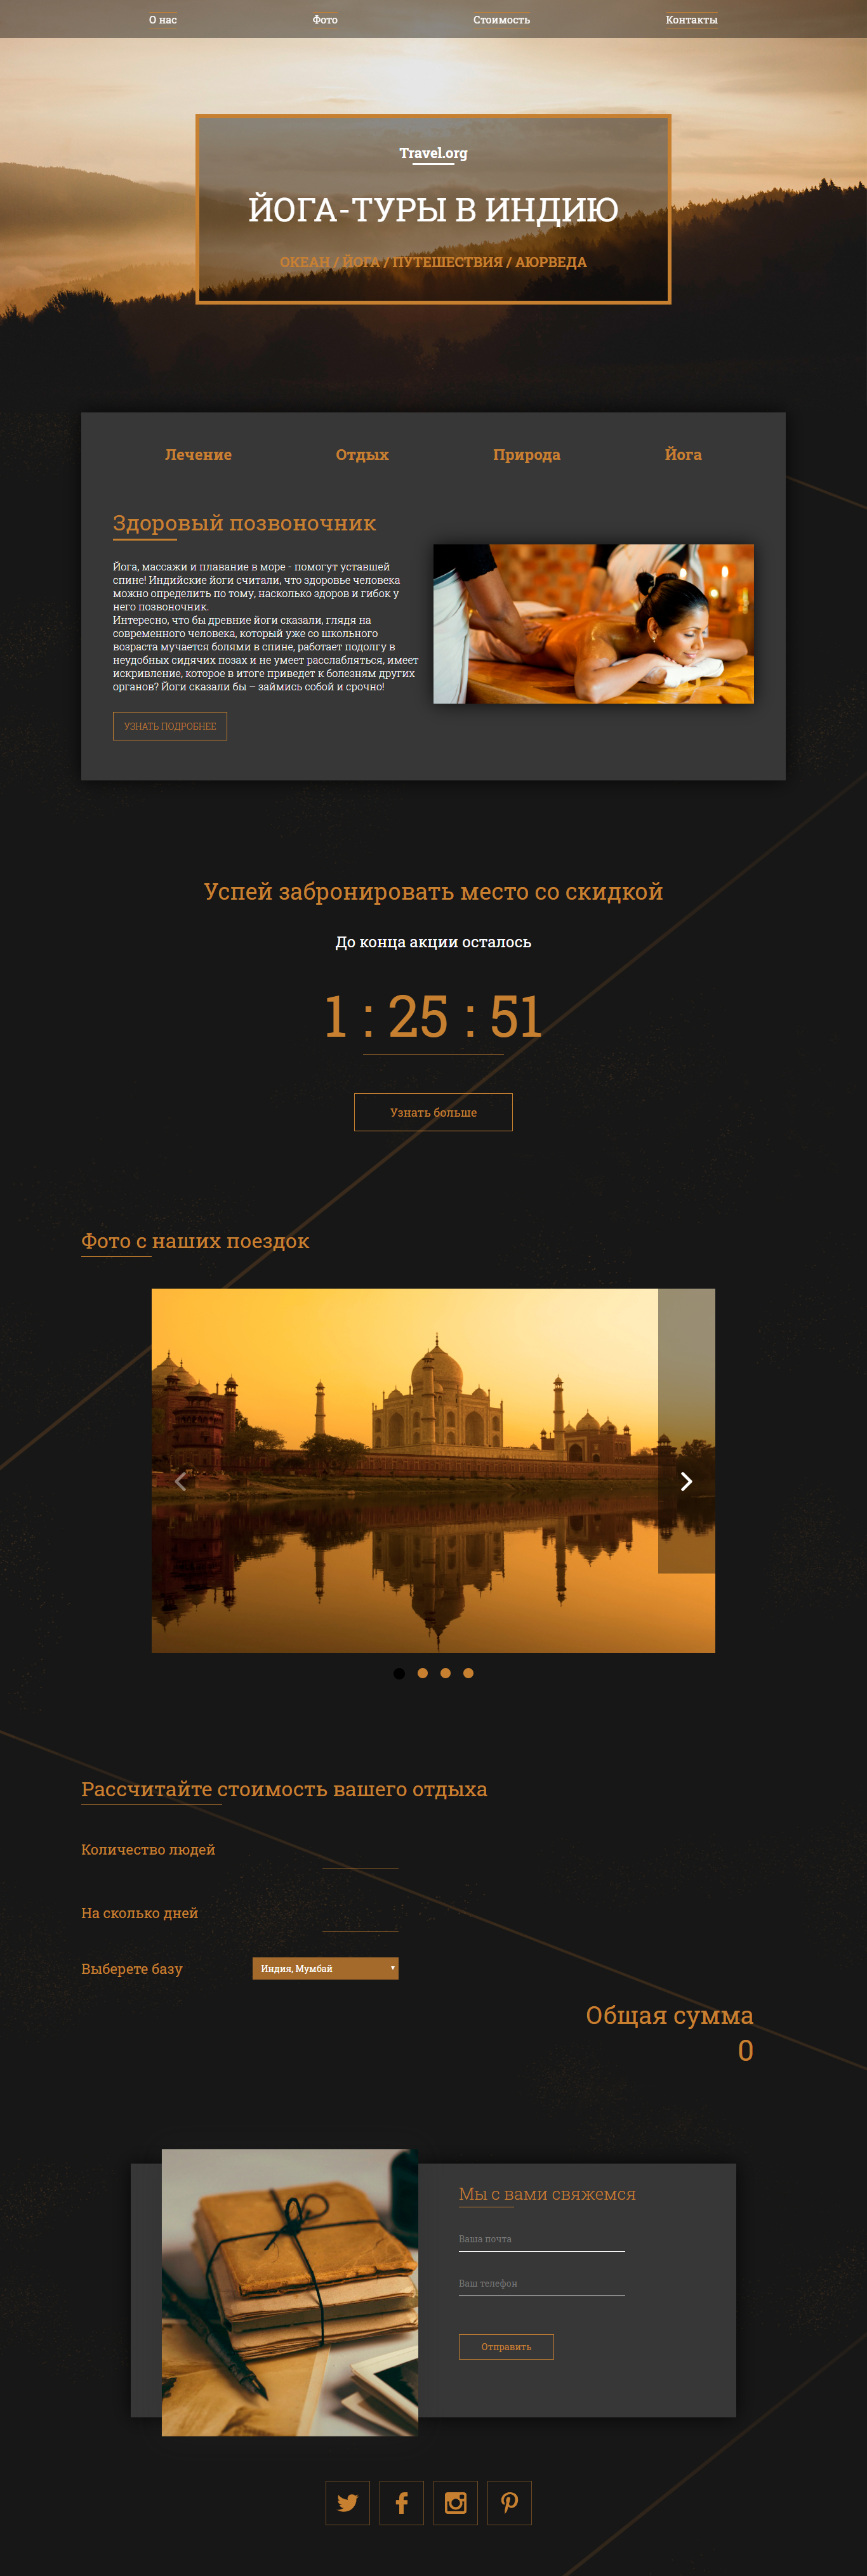 О нас
Фото
Стоимость
Контакты
Travel.org
ЙОГА-ТУРЫ В ИНДИЮ
ОКЕАН / ЙОГА / ПУТЕШЕСТВИЯ / АЮРВЕДА
Лечение
Отдых
Природа
Йога
Здоровый позвоночник
Йога, массажи и плавание в море - помогут уставшей
спине! Индийские йоги считали, что здоровье человека
можно определить по тому, насколько здоров и гибок у
него позвоночник.
Интересно, что бы древние йоги сказали, глядя на
современного человека, который уже со школьного
возраста мучается болями в спине, работает подолгу в
неудобных сидячих позах и не умеет расслабляться, имеет
искривление, которое в итоге приведет к болезням других
органов? Йоги сказали бы – займись собой и срочно!
УЗНАТЬ ПОДРОБНЕЕ
Успей забронировать место со скидкой
До конца акции осталось
1 : 25 : 51
Узнать больше
Фото с наших поездок
Рассчитайте стоимость вашего отдыха
Количество людей
На сколько дней
Выберете базу
Индия, Мумбай
Общая сумма
0
Мы с вами свяжемся
Ваша почта
Ваш телефон
Отправить